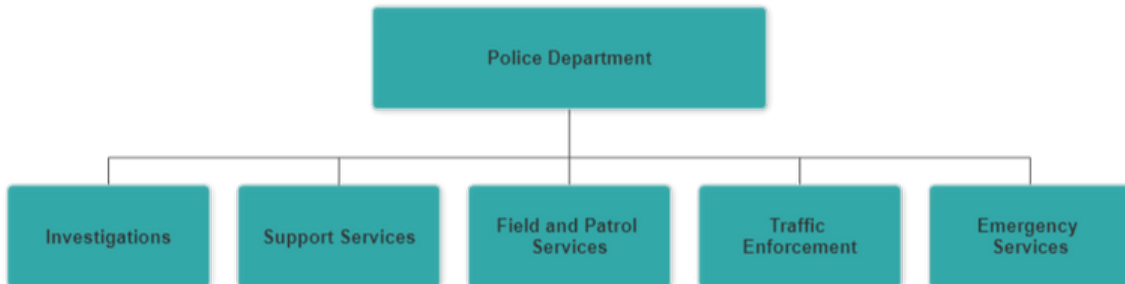 Police Department
Investigations
Support Services
Field and Patrol
Services
Traffic
Enforcement
Emergency
Services